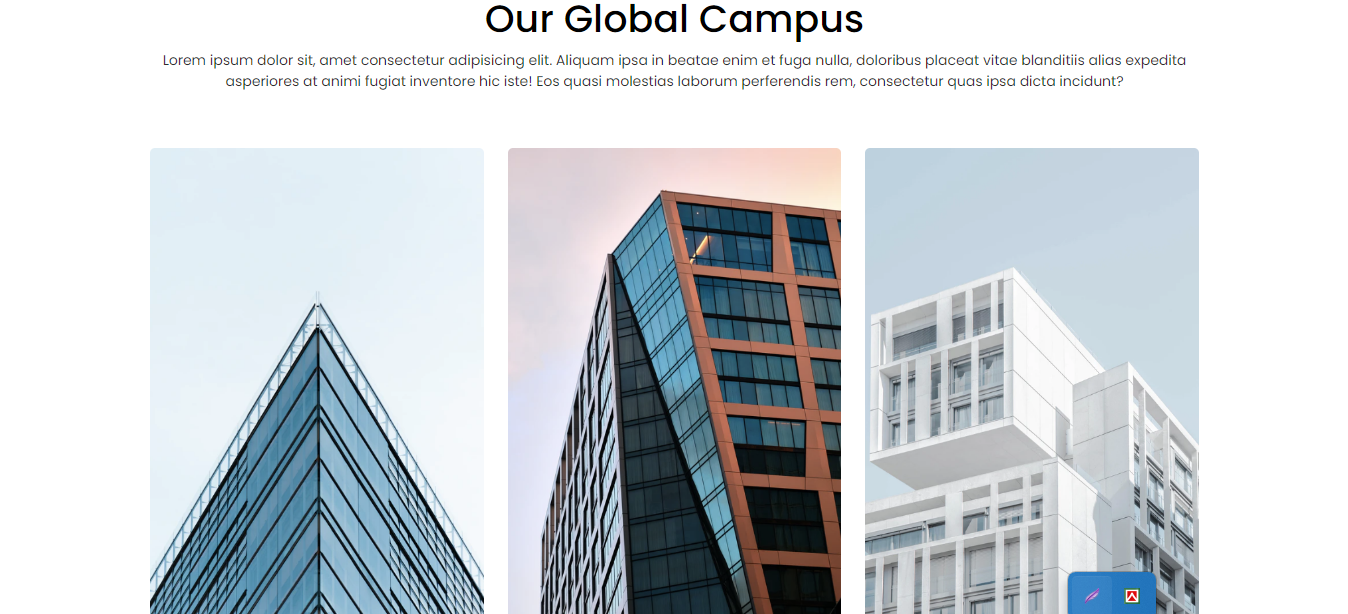 Our Global Campus
Lorem ipsum dolor sit, amet consectetur adipisicing elit. Aliquam ipsa in beatae enim et fuga nulla, doloribus placeat vitae blanditiis alias expedita
asperiores at animi fugiat inventore hic iste! Eos quasi molestias laborum perferendis rem, consectetur quas ipsa dicta incidunt?